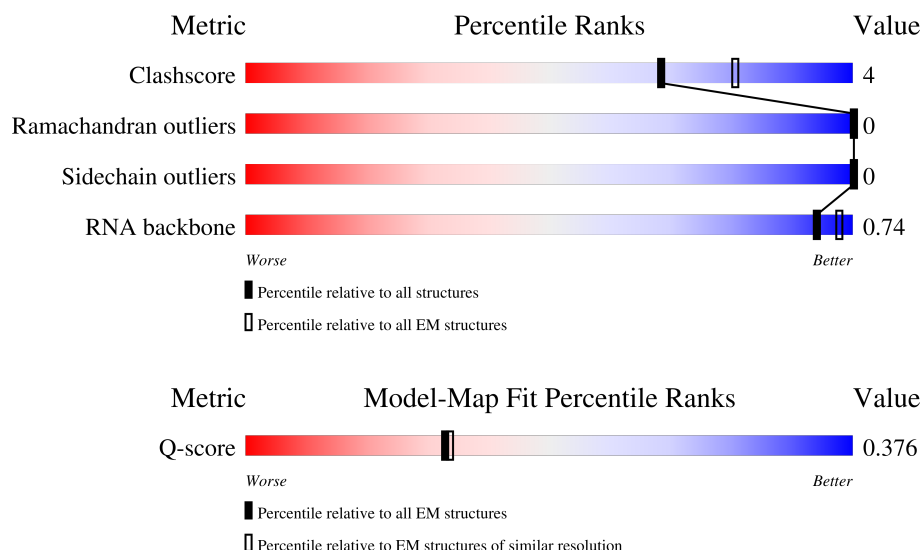 Metric Percentile Ranks Value
Clashscore 4
Ramachandran outliers 0
Sidechain outliers 0
RNA backbone 0.74
Worse Better
Percentile relative to all structures
Percentile relative to all EM structures
Metric Model-Map Fit Percentile Ranks Value
Q-score 0.376
Worse Better
Percentile relative to all EM structures
Percentile relative to EM structures of similar resolution